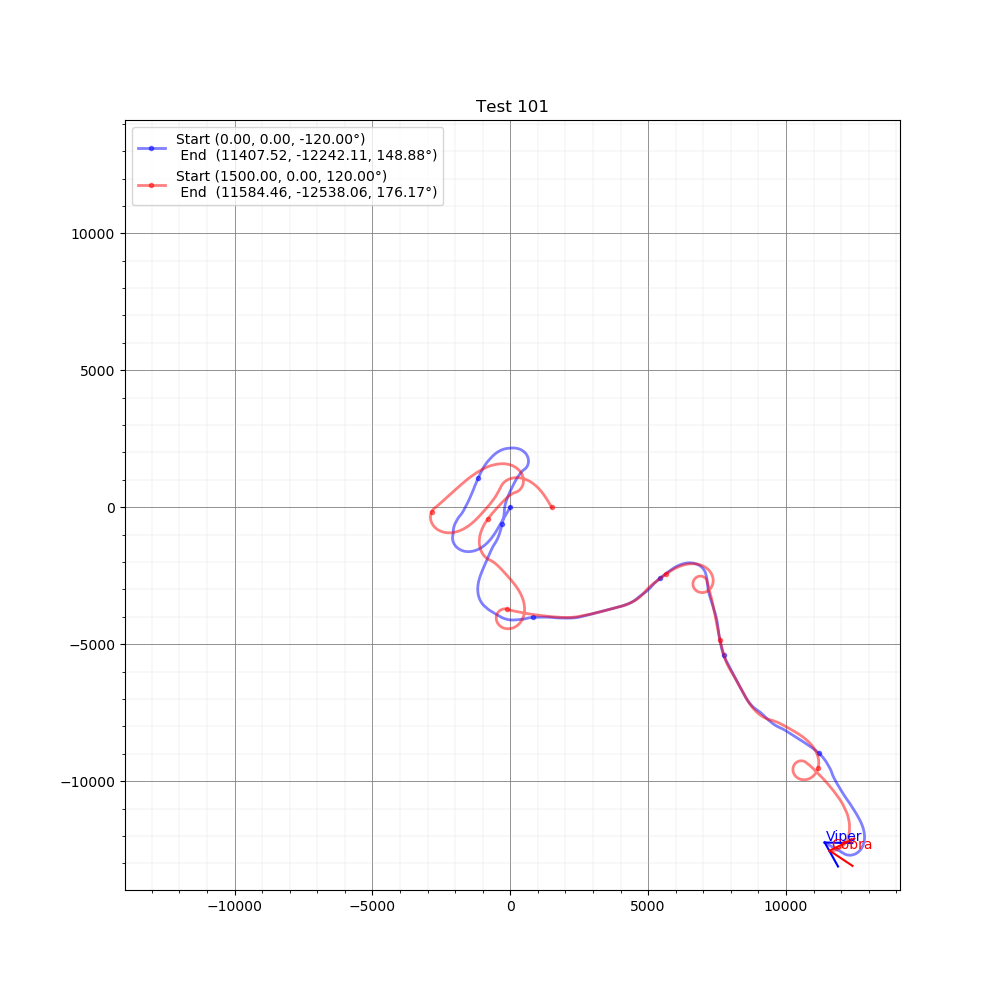 Test 101
Start (0.00, 0.00, -120.00°)
End  (11407.52, -12242.11, 148.88°)
Start (1500.00, 0.00, 120.00°)
End  (11584.46, -12538.06, 176.17°)
10000
5000
0
−5000
−10000
Viper
Cobra
−10000
−5000
0
5000
10000